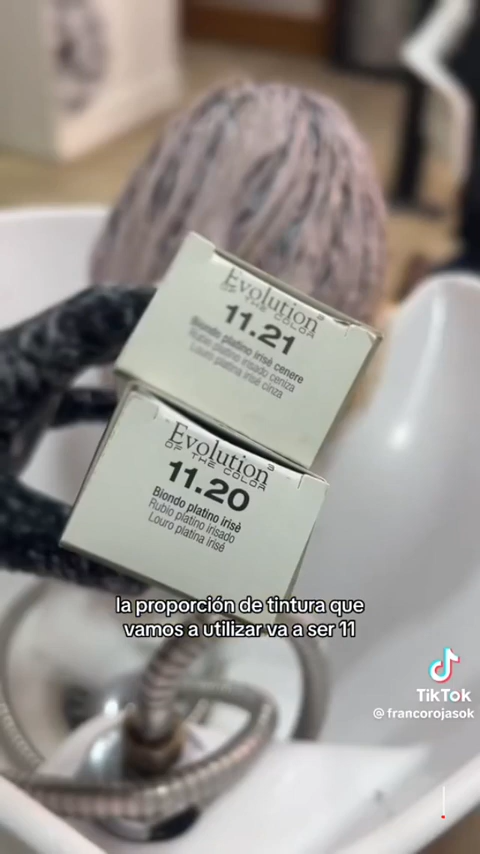 Evolution
OF THE COLOR 3
11.21
Biondo platino irisè cenere
Rubio platino irisado ceniza
Louro platina irisé cinza
Evolution
OF THE COLOR 3
11.20
Biondo platino irisè
Rubio platino irisado
Louro platina irisé
la proporción de tintura que
vamos a utilizar va a ser 11
TikTok
@francorojasok